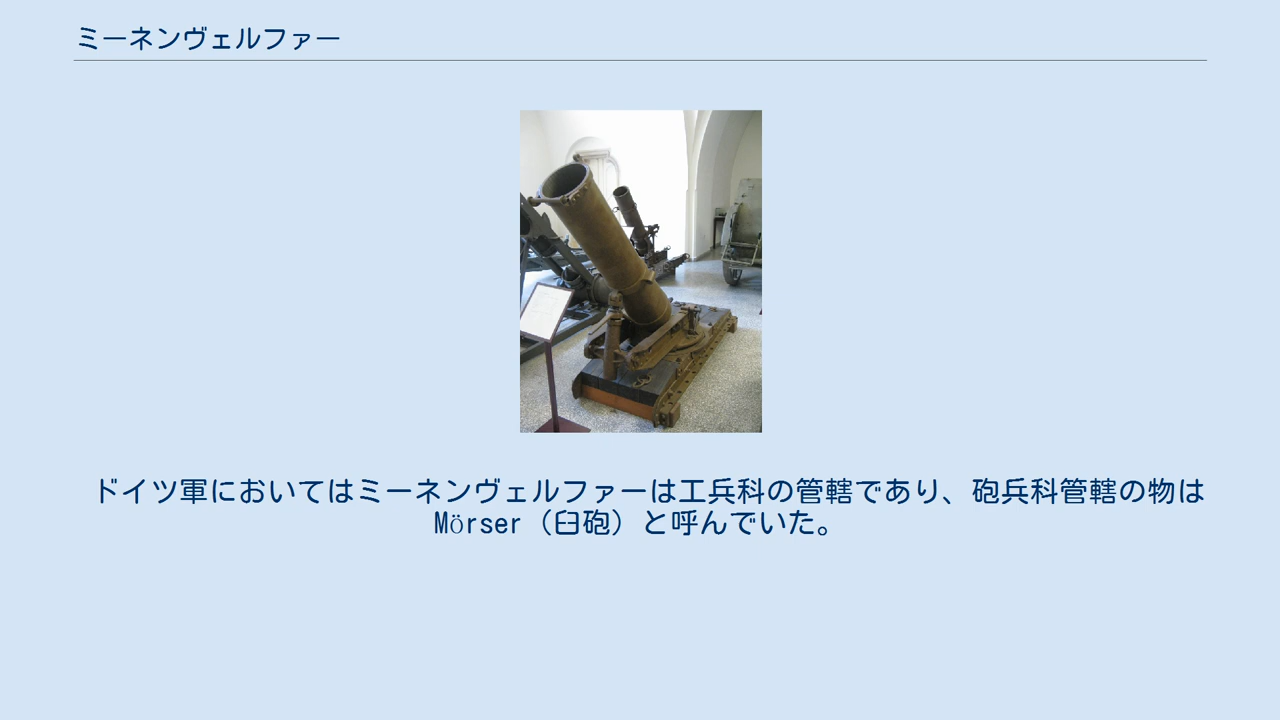 ミーネンヴェルファー
ドイツ軍においてはミーネンヴェルファーは工兵科の管轄であり、砲兵科管轄の物は
Mörser（臼砲）と呼んでいた。